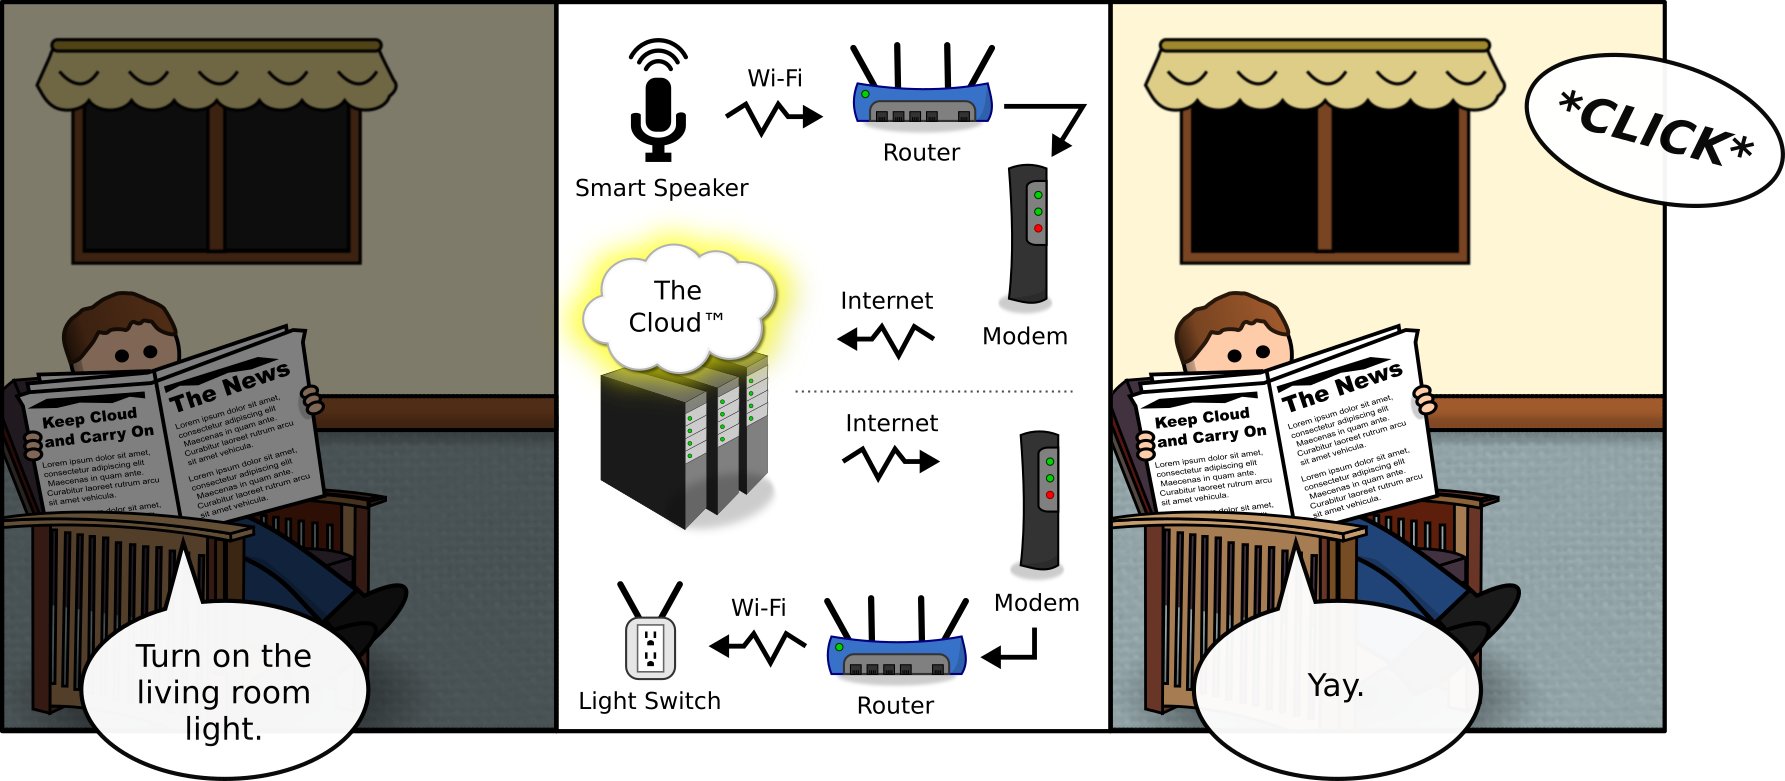 Keep Cloud
and Carry On
Lorem ipsum dolor sit amet,
consectetur adipiscing elit
Maecenas in quam ante.
Curabitur laoreet rutrum arcu
sit amet vehicula.
dolor sit amet,
The News
Lorem ipsum dolor sit amet,
consectetur adipiscing elit
Maecenas in quam ante.
Curabitur laoreet rutrum arcu
sit amet vehicula.
Lorem ipsum dolor sit amet,
consectetur adipiscing elit
Maecenas in quam ante.
Curabitur laoreet rutrum arcu
sit amet vehicula.
Turn on the
living room
light.
Smart Speaker
Wi-Fi
Router
Modem
Internet
The
Cloud™
Internet
Modem
Router
Wi-Fi
Light Switch
*CLICK*
Keep Cloud
and Carry On
Lorem ipsum dolor sit amet,
consectetur adipiscing elit
Maecenas in quam ante.
Curabitur laoreet rutrum arcu
sit amet vehicula.
dolor sit amet,
The News
Lorem ipsum dolor sit amet,
consectetur adipiscing elit
Maecenas in quam ante.
Curabitur laoreet rutrum arcu
sit amet vehicula.
Lorem ipsum dolor sit amet,
consectetur adipiscing elit
Maecenas in quam ante.
Curabitur laoreet rutrum arcu
sit amet vehicula.
Yay.